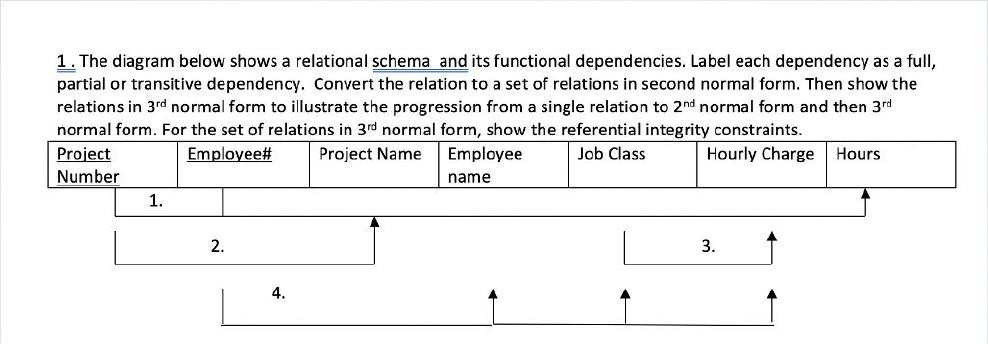 1. The diagram below shows a relational schema and its functional dependencies. Label each dependency as a full,
partial or transitive dependency. Convert the relation to a set of relations in second normal form. Then show the
relations in 3rd normal form to illustrate the progression from a single relation to 2nd normal form and then 3rd
normal form. For the set of relations in 3rd normal form, show the referential integrity constraints.
Project Employee# Project Name Employee Job Class Hourly Charge Hours
Number name
1.
2. 3.
4.